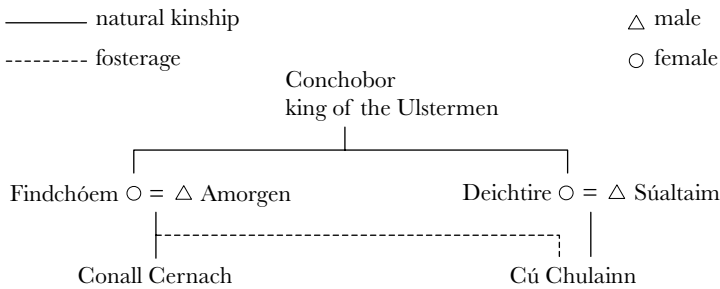 natural kinship △ male
fosterage ○ female
Conchobor
king of the Ulstermen
Findchóem ○ = △ Amorgen Deichtire ○ = △ Súaltaim
Conall Cernach Cú Chulainn